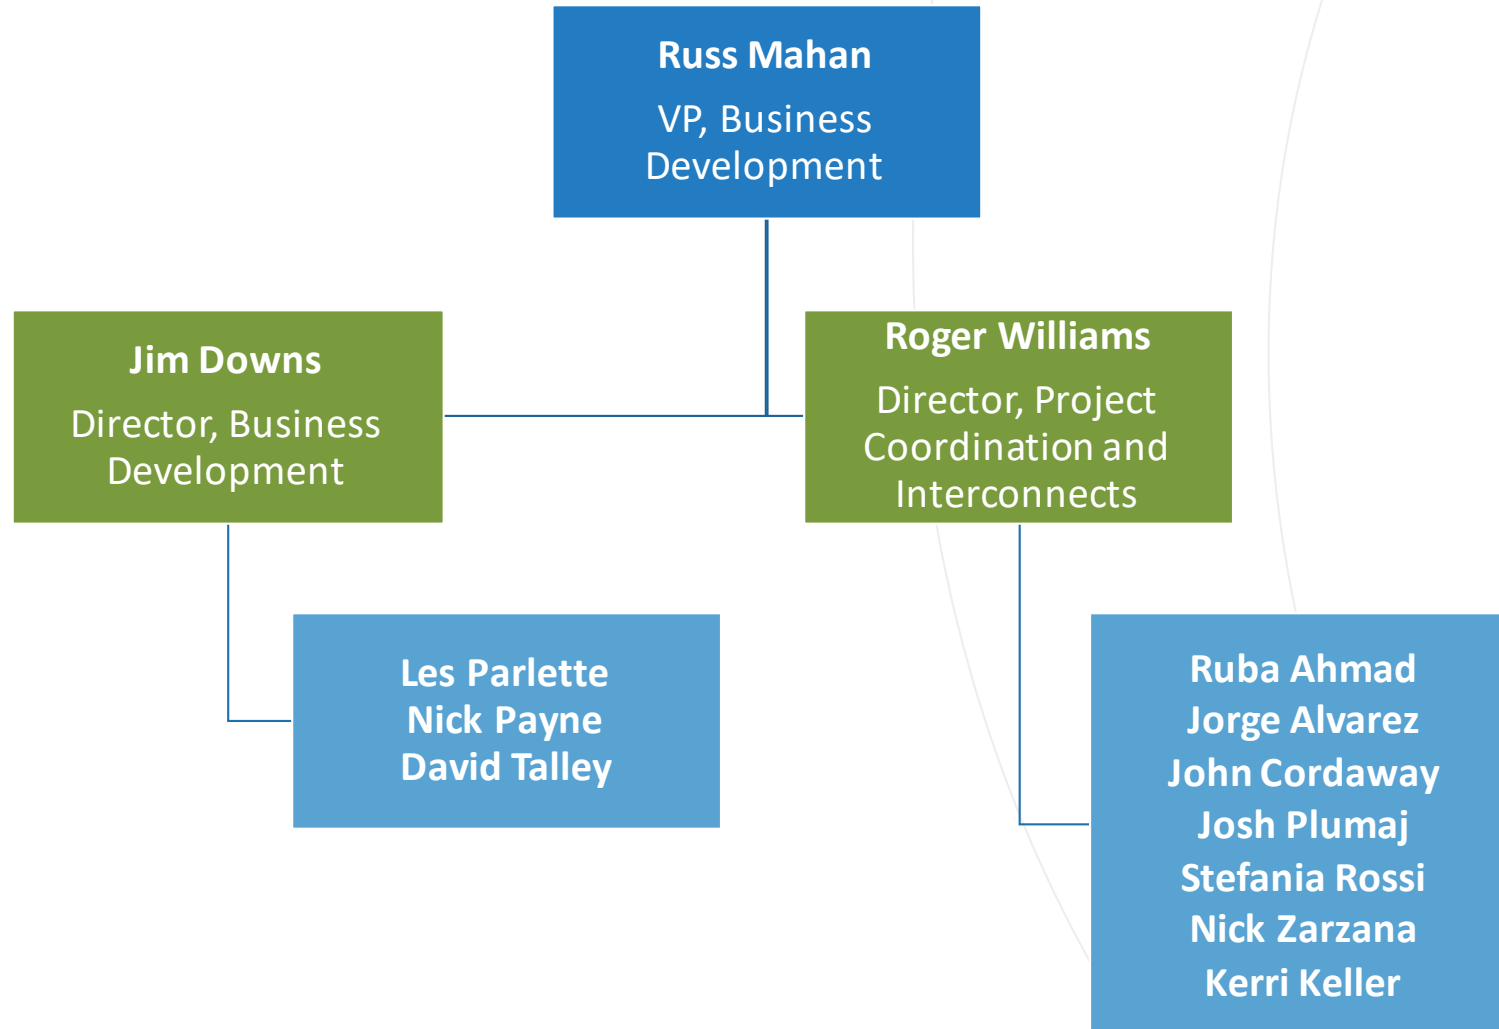 Russ Mahan
VP, Business
Development
Jim Downs
Director, Business
Development
Roger Williams
Director, Project
Coordination and
Interconnects
Les Parlette
Nick Payne
David Talley
Ruba Ahmad
Jorge Alvarez
John Cordaway
Josh Plumaj
Stefania Rossi
Nick Zarzana
Kerri Keller